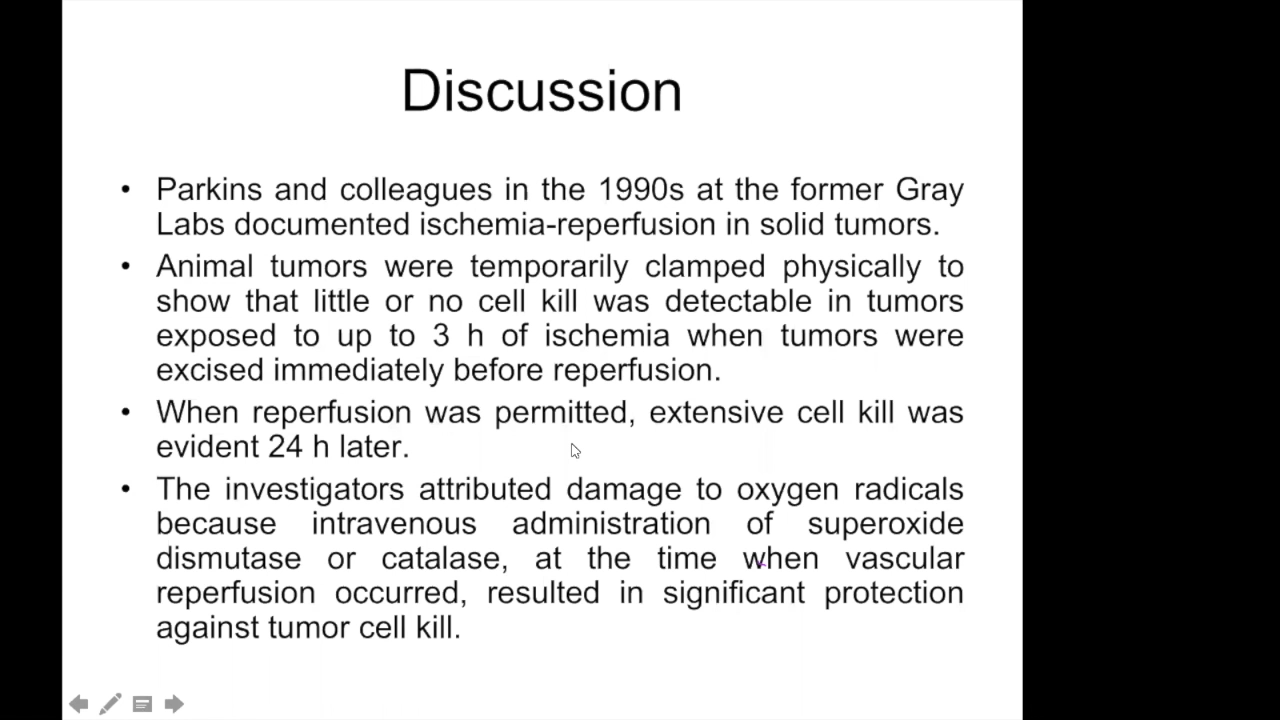 Discussion
• Parkins and colleagues in the 1990s at the former Gray
Labs documented ischemia-reperfusion in solid tumors.
• Animal tumors were temporarily clamped physically to
show that little or no cell kill was detectable in tumors
exposed to up to 3 h of ischemia when tumors were
excised immediately before reperfusion.
• When reperfusion was permitted, extensive cell kill was
evident 24 h later.
• The investigators attributed damage to oxygen radicals
because intravenous administration of superoxide
dismutase or catalase, at the time when vascular
reperfusion occurred, resulted in significant protection
against tumor cell kill.